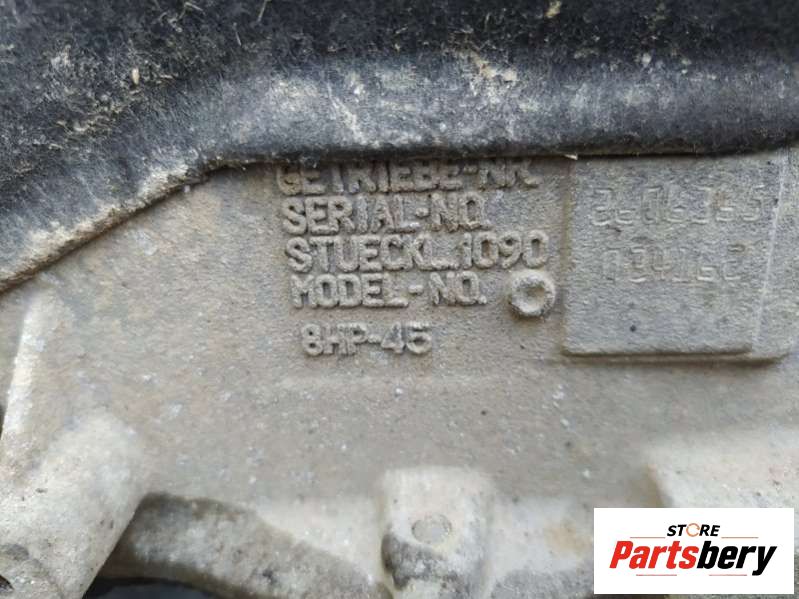 GETRIEBE-NR.
SERIAL-NO.
STUECKL.1090
MODEL-NO.
8HP-45
STORE
Partsbery